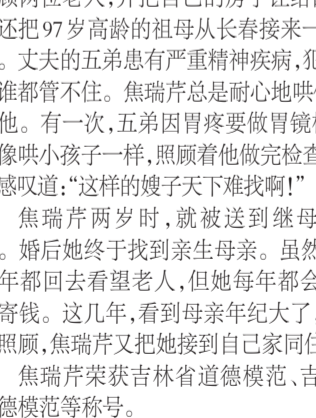 还把97岁高龄的祖母从长春接来一
。丈夫的五弟患有严重精神疾病,犯
谁都管不住。焦瑞芹总是耐心地哄
他。有一次,五弟因胃疼要做胃镜
像哄小孩子一样,照顾着他做完检查
感叹道:“这样的嫂子天下难找啊!”
焦瑞芹两岁时,就被送到继母
。婚后她终于找到亲生母亲。虽然
年都回去看望老人,但她每年都会
寄钱。这几年,看到母亲年纪大了,
照顾,焦瑞芹又把她接到自己家同住
焦瑞芹荣获吉林省道德模范、吉
德模范等称号。